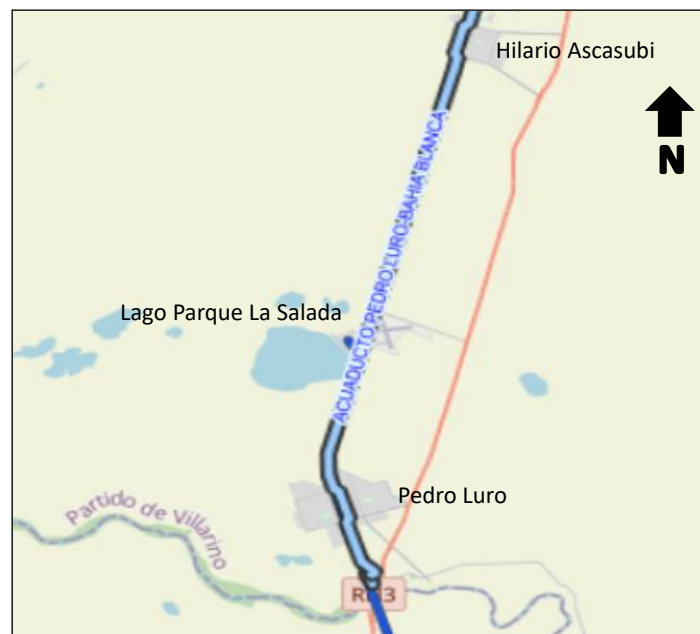 Hilario Ascasubi
N
ACUADUCTO PEDRO LURO-BAHIA BLANCA
Lago Parque La Salada
Pedro Luro
Partido de Villarino